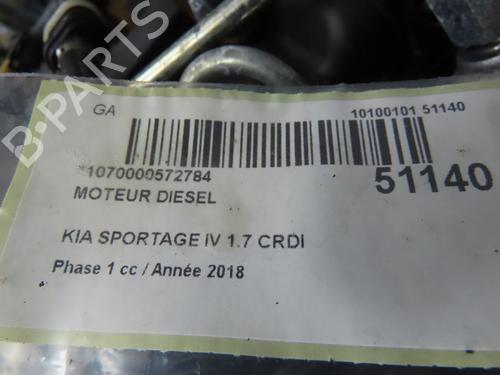 GA
10100101 51140
1070000572784
51140
MOTEUR DIESEL
KIA SPORTAGE IV 1.7 CRDI
Phase 1 cc / Année 2018
B-PARTS